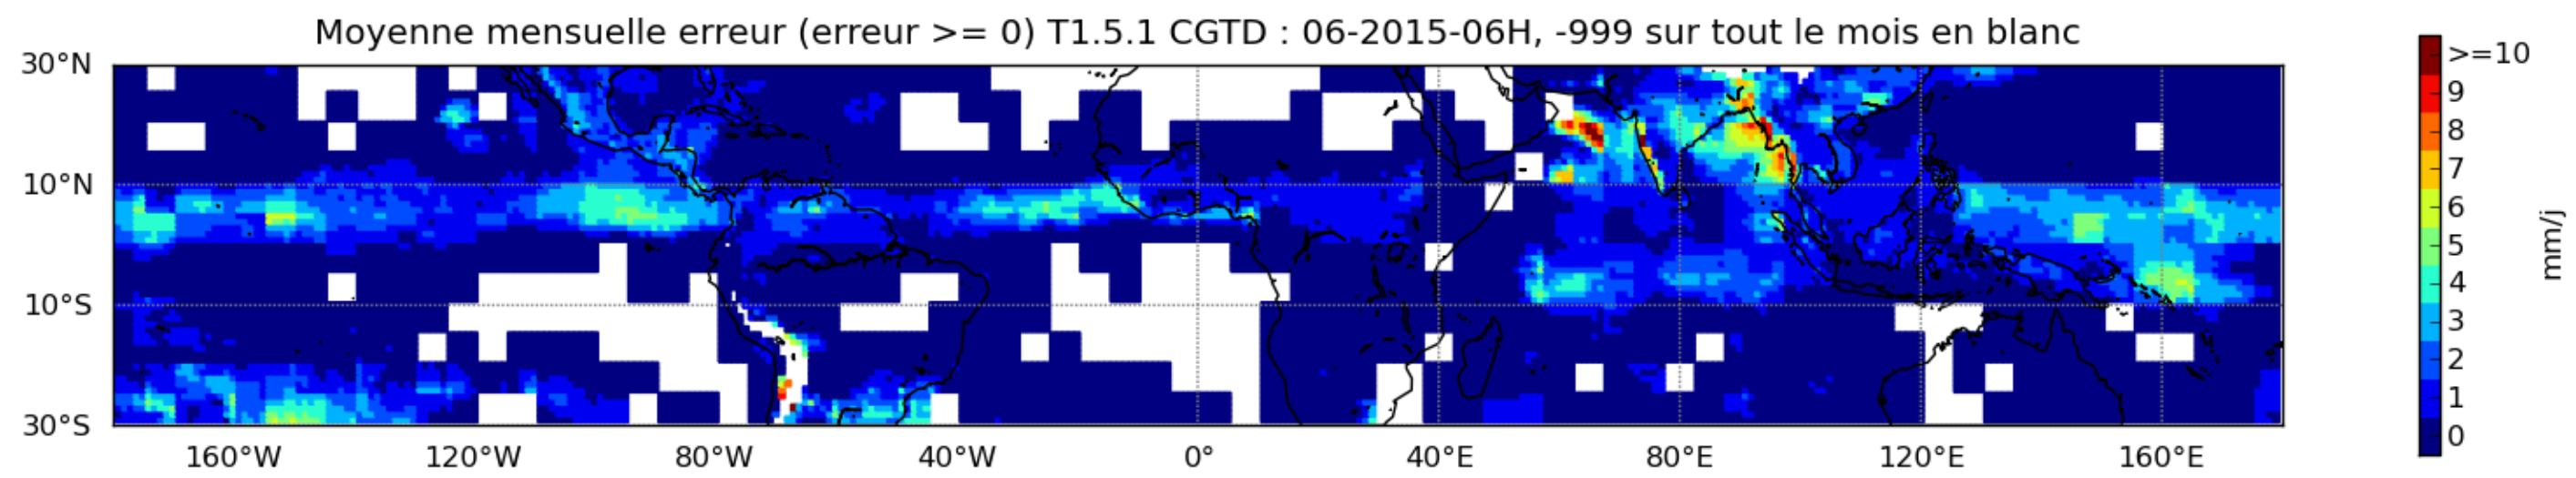 Moyenne mensuelle erreur (erreur >= 0) T1.5.1 CGTD : 06-2015-06H, -999 sur tout le mois en blanc
30°N
10°N
10°S
30°S
160°W 120°W 80°W 40°W 0° 40°E 80°E 120°E 160°E
>=10
9
8
7
6
5
4
3
2
1
0
mm/j